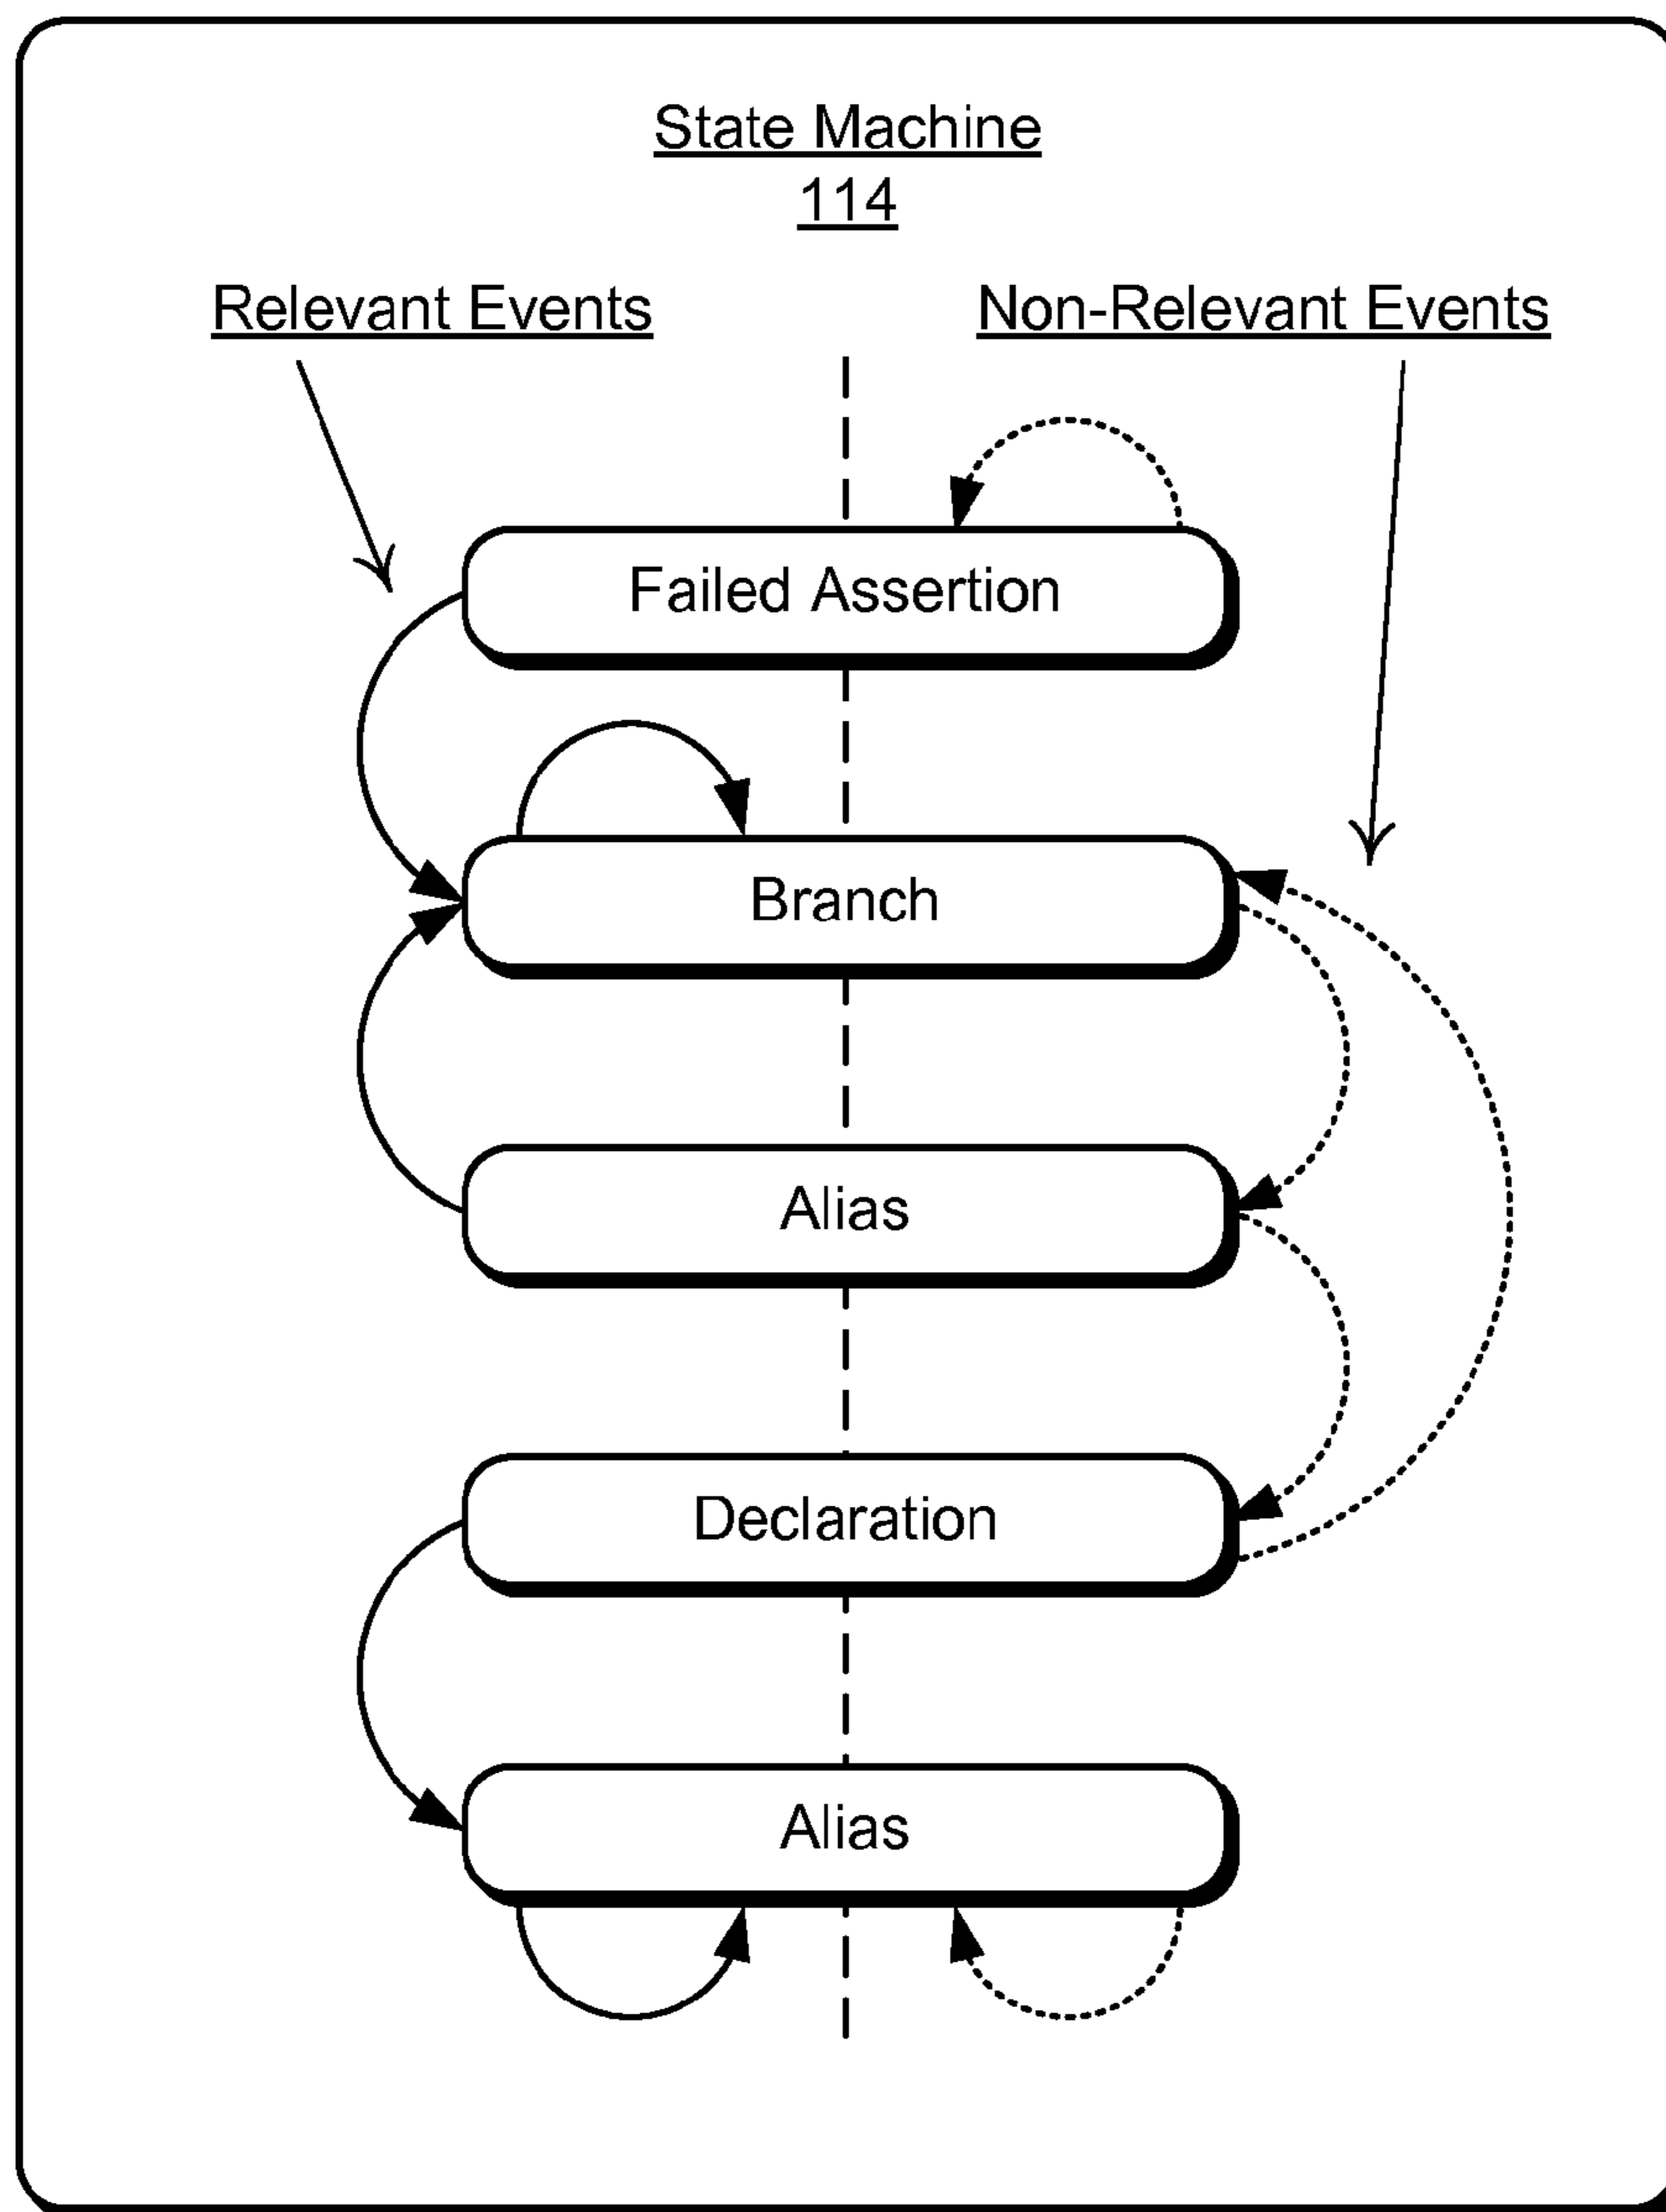 State Machine
114
Relevant Events
Non-Relevant Events
Failed Assertion
Branch
Alias
Declaration
Alias